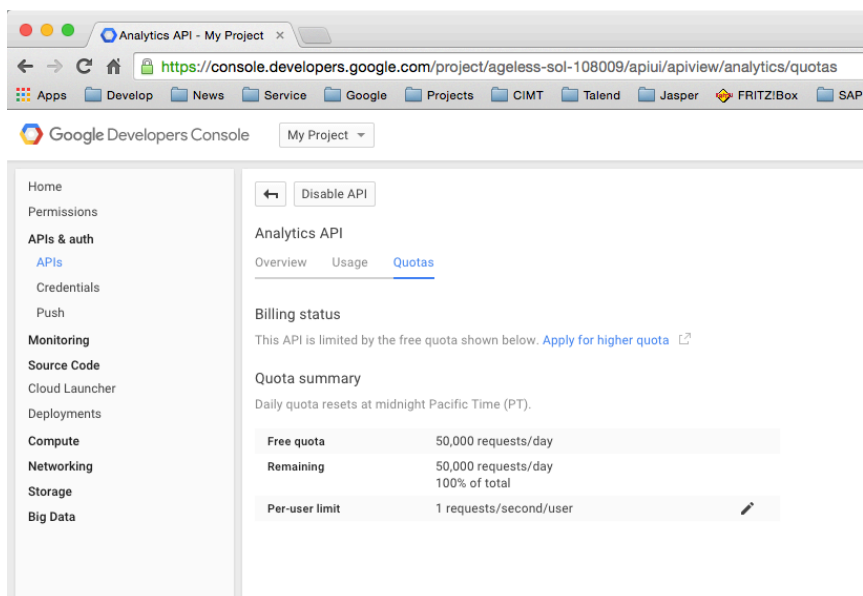 Analytics API - My Project ×
https://console.developers.google.com/project/ageless-sol-108009/apiui/apiview/analytics/quotas
Apps Develop News Service Google Projects CIMT Talend Jasper FRITZ!Box SAP
Google Developers Console My Project
Home
Permissions
APIs & auth
APIs
Credentials
Push
Monitoring
Source Code
Cloud Launcher
Deployments
Compute
Networking
Storage
Big Data
Disable API
Analytics API
Overview Usage Quotas
Billing status
This API is limited by the free quota shown below. Apply for higher quota
Quota summary
Daily quota resets at midnight Pacific Time (PT).
Free quota 50,000 requests/day
Remaining 50,000 requests/day
100% of total
Per-user limit 1 requests/second/user